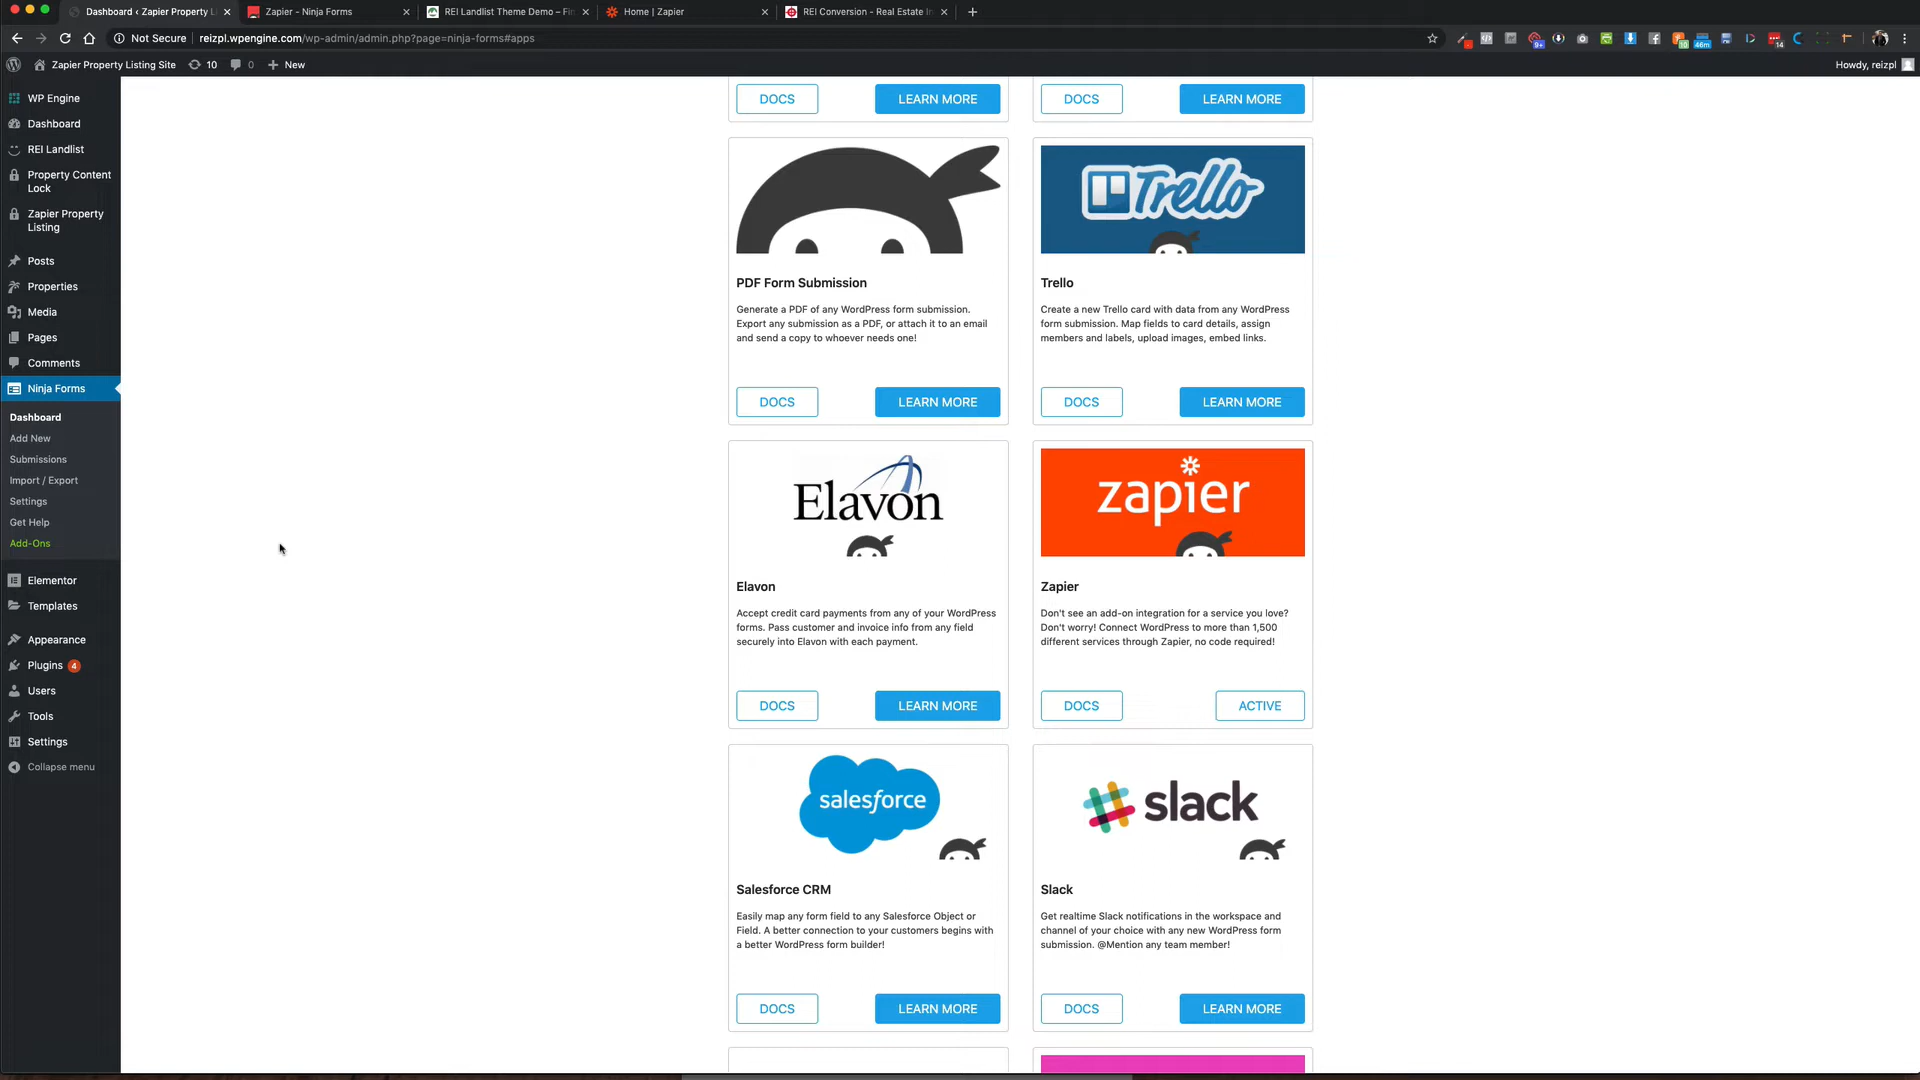 Dashboard ‹ Zapier Property L
Zapier - Ninja Forms
REI Landlist Theme Demo – Fin
Home | Zapier
REI Conversion - Real Estate In
Not Secure
reizpl.wpengine.com/wp-admin/admin.php?page=ninja-forms#apps
Zapier Property Listing Site
10
0
New
Howdy, reizpl
WP Engine
Dashboard
REI Landlist
Property Content
Lock
Zapier Property
Listing
Posts
Properties
Media
Pages
Comments
Ninja Forms
Dashboard
Add New
Submissions
Import / Export
Settings
Get Help
Add-Ons
Elementor
Templates
Appearance
Plugins 4
Users
Tools
Settings
Collapse menu
DOCS
LEARN MORE
DOCS
LEARN MORE
PDF Form Submission
Generate a PDF of any WordPress form submission.
Export any submission as a PDF, or attach it to an email
and send a copy to whoever needs one!
DOCS
LEARN MORE
Trello
Trello
Create a new Trello card with data from any WordPress
form submission. Map fields to card details, assign
members and labels, upload images, embed links.
DOCS
LEARN MORE
Elavon
Elavon
Accept credit card payments from any of your WordPress
forms. Pass customer and invoice info from any field
securely into Elavon with each payment.
DOCS
LEARN MORE
zapier
Zapier
Don't see an add-on integration for a service you love?
Don't worry! Connect WordPress to more than 1,500
different services through Zapier, no code required!
DOCS
ACTIVE
salesforce
Salesforce CRM
Easily map any form field to any Salesforce Object or
Field. A better connection to your customers begins with
a better WordPress form builder!
DOCS
LEARN MORE
slack
Slack
Get realtime Slack notifications in the workspace and
channel of your choice with any new WordPress form
submission. @Mention any team member!
DOCS
LEARN MORE